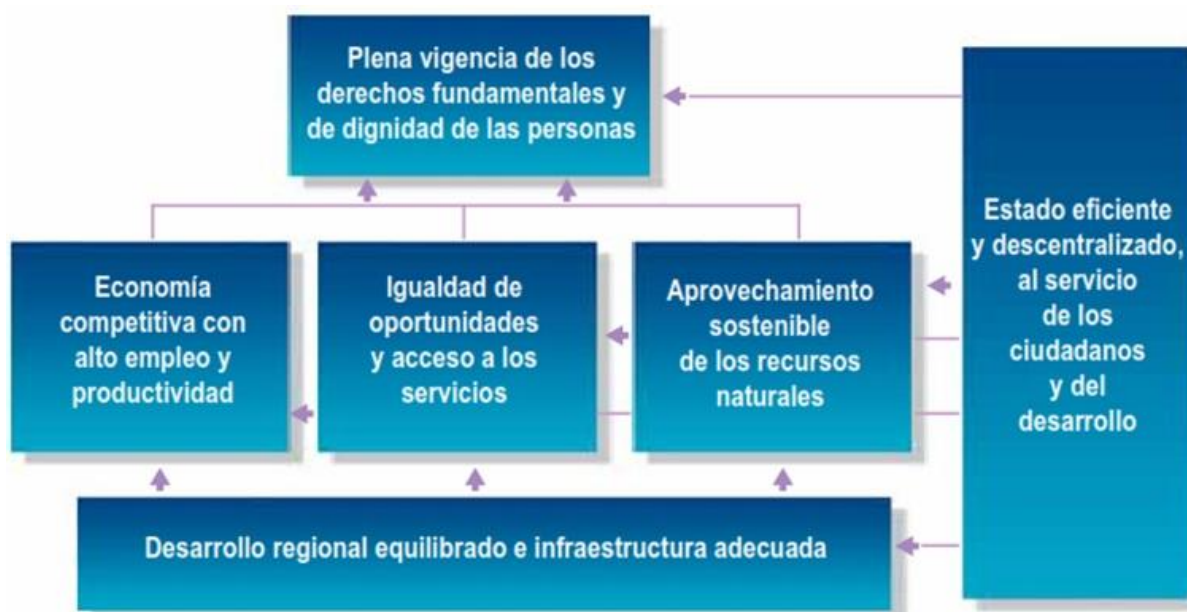 Plena vigencia de los
derechos fundamentales y
de dignidad de las personas
Economía
competitiva con
alto empleo y
productividad
Igualdad de
oportunidades
y acceso a los
servicios
Aprovechamiento
sostenible
de los recursos
naturales
Estado eficiente
y descentralizado,
al servicio
de los
ciudadanos
y del
desarrollo
Desarrollo regional equilibrado e infraestructura adecuada